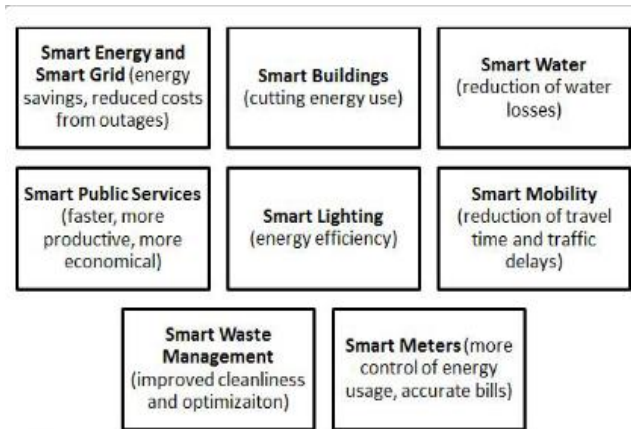 Smart Energy and
Smart Grid (energy
savings, reduced costs
from outages)
Smart Buildings
(cutting energy use)
Smart Water
(reduction of water
losses)
Smart Public Services
(faster, more
productive, more
economical)
Smart Lighting
(energy efficiency)
Smart Mobility
(reduction of travel
time and traffic
delays)
Smart Waste
Management
(improved cleanliness
and optimizaiton)
Smart Meters (more
control of energy
usage, accurate bills)